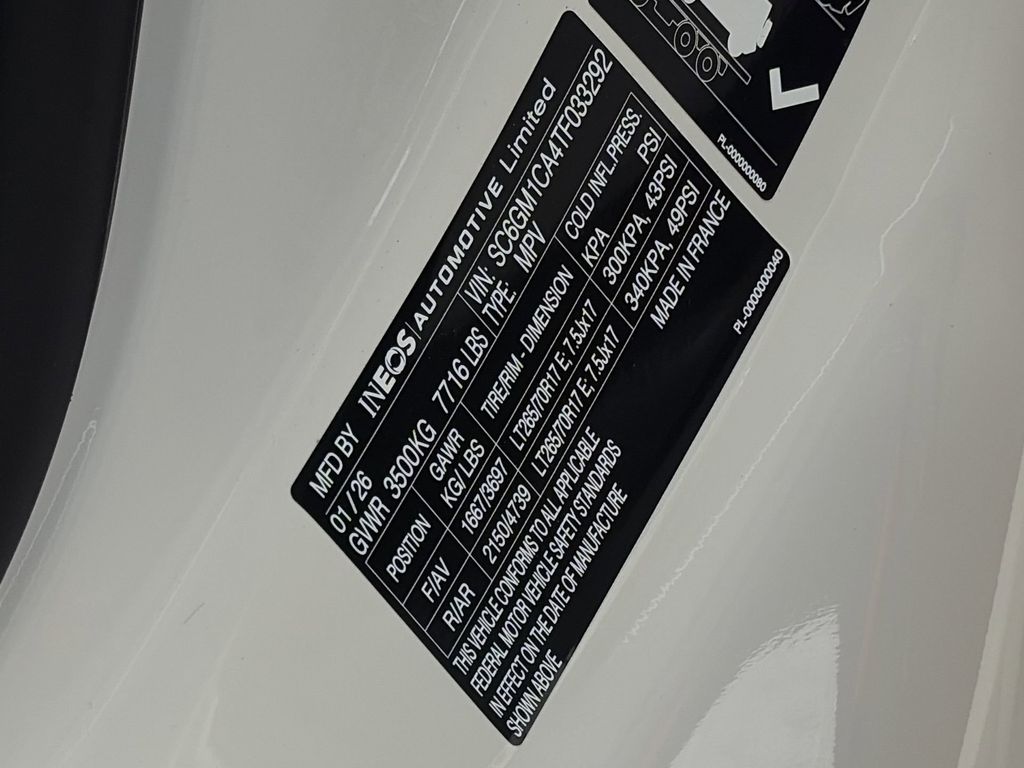 MFD BY INEOS | AUTOMOTIVE Limited
01 / 26 VIN: SC6GM1CA4TF033292
GWWR 3500KG 7716 LBS TYPE: MPV
POSITION GAWR KG/LBS TIRE/RIM - DIMENSION COLD INFL. PRESS. KPA PSI
F/AV 1667/3697 LT265/70R17 E: 7.5Jx17 300KPA, 43PSI
R/AR 2150/4739 LT265/70R17 E: 7.5Jx17 340KPA, 49PSI
THIS VEHICLE CONFORMS TO ALL APPLICABLE
FEDERAL MOTOR VEHICLE SAFETY STANDARDS
IN EFFECT ON THE DATE OF MANUFACTURE
SHOWN ABOVE
MADE IN FRANCE
PL-0000000040
PL-0000000080